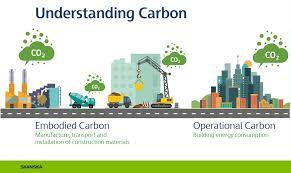 Understanding Carbon
CO2
CO2
CO2
CO2
Embodied Carbon
Manufacture, transport and
installation of construction materials
Operational Carbon
Building energy consumption
SKANSKA